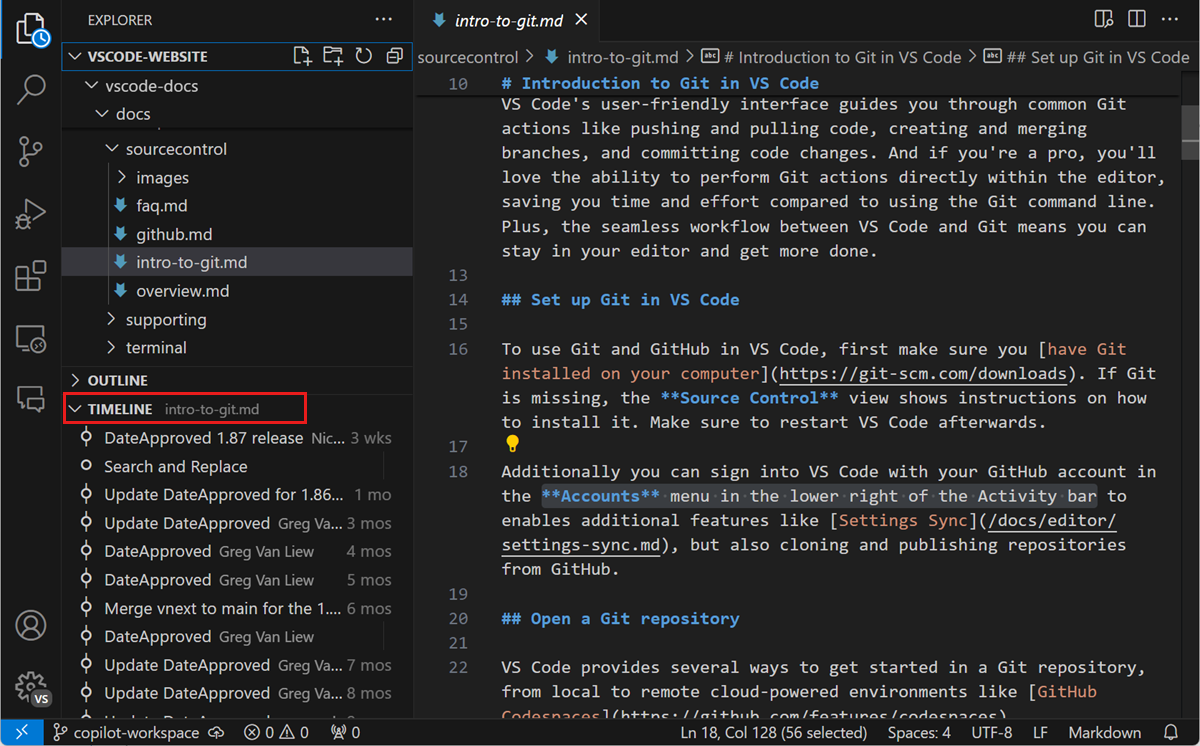 EXPLORER
VSCODE-WEBSITE
vscode-docs
docs
sourcecontrol
images
faq.md
github.md
intro-to-git.md
overview.md
supporting
terminal
OUTLINE
TIMELINE intro-to-git.md
DateApproved 1.87 release Nic... 3 wks
Search and Replace
Update DateApproved for 1.86... 1 mo
Update DateApproved Greg Va... 3 mos
DateApproved Greg Van Liew 4 mos
DateApproved Greg Van Liew 5 mos
Merge vnext to main for the 1.... 6 mos
DateApproved Greg Van Liew
Update DateApproved Greg Va... 7 mos
Update DateApproved Greg Va... 8 mos
intro-to-git.md
sourcecontrol > intro-to-git.md > # Introduction to Git in VS Code > ## Set up Git in VS Code
10 # Introduction to Git in VS Code
VS Code's user-friendly interface guides you through common Git
actions like pushing and pulling code, creating and merging
branches, and committing code changes. And if you're a pro, you'll
love the ability to perform Git actions directly within the editor,
saving you time and effort compared to using the Git command line.
Plus, the seamless workflow between VS Code and Git means you can
stay in your editor and get more done.
13
14 ## Set up Git in VS Code
15
16 To use Git and GitHub in VS Code, first make sure you [have Git
installed on your computer](https://git-scm.com/downloads). If Git
is missing, the **Source Control** view shows instructions on how
to install it. Make sure to restart VS Code afterwards.
17
18 Additionally you can sign into VS Code with your GitHub account in
the **Accounts** menu in the lower right of the Activity bar to
enables additional features like [Settings Sync](/docs/editor/
settings-sync.md), but also cloning and publishing repositories
from GitHub.
19
20 ## Open a Git repository
21
22 VS Code provides several ways to get started in a Git repository,
from local to remote cloud-powered environments like [GitHub
Codespaces](https://github.com/features/codespaces)
VS
copilot-workspace 0 0 0 Ln 18, Col 128 (56 selected) Spaces: 4 UTF-8 LF Markdown